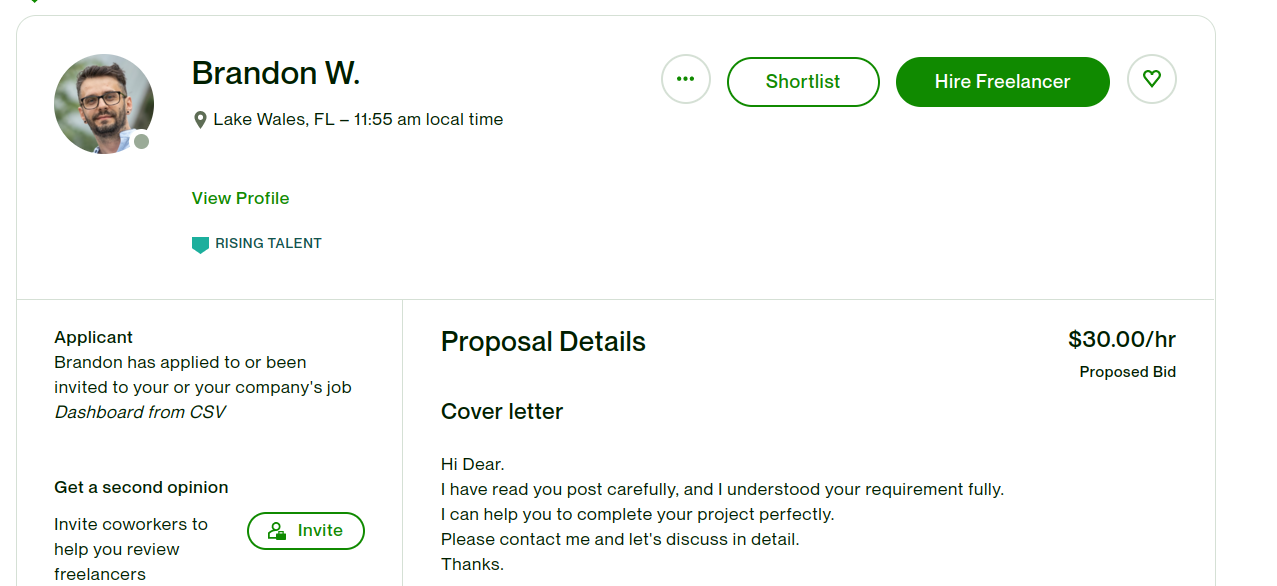 Brandon W.
Lake Wales, FL – 11:55 am local time
... Shortlist Hire Freelancer
View Profile
RISING TALENT
Applicant
Brandon has applied to or been
invited to your or your company's job
Dashboard from CSV
Get a second opinion
Invite coworkers to
help you review
freelancers
Invite
Proposal Details
$30.00/hr
Proposed Bid
Cover letter
Hi Dear.
I have read you post carefully, and I understood your requirement fully.
I can help you to complete your project perfectly.
Please contact me and let's discuss in detail.
Thanks.